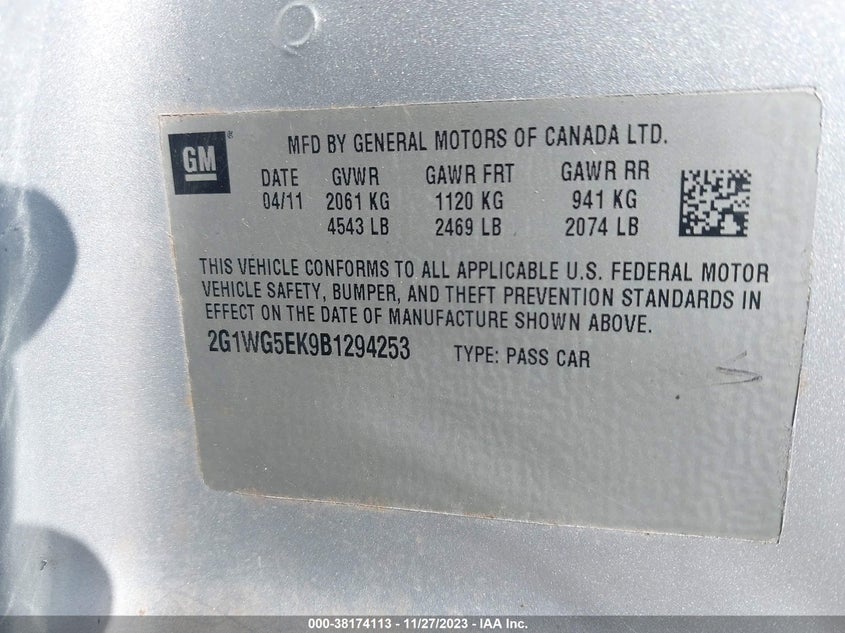 GM
MFD BY GENERAL MOTORS OF CANADA LTD.
DATE GVWR GAWR FRT GAWR RR
04/11 2061 KG 1120 KG 941 KG
4543 LB 2469 LB 2074 LB
THIS VEHICLE CONFORMS TO ALL APPLICABLE U.S. FEDERAL MOTOR
VEHICLE SAFETY, BUMPER, AND THEFT PREVENTION STANDARDS IN
EFFECT ON THE DATE OF MANUFACTURE SHOWN ABOVE.
2G1WG5EK9B1294253 TYPE: PASS CAR
000-38174113 - 11/27/2023 - IAA Inc.